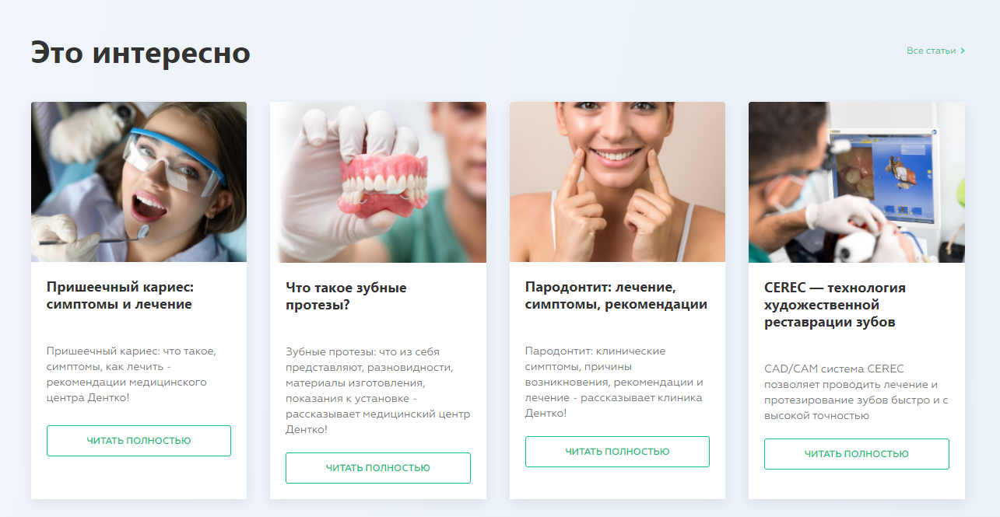 Это интересно
Все статьи
Пришеечный кариес:
симптомы и лечение
Пришеечный кариес: что такое,
симптомы, как лечить -
рекомендации медицинского
центра Дентко!
ЧИТАТЬ ПОЛНОСТЬЮ
Что такое зубные
протезы?
Зубные протезы: что из себя
представляют, разновидности,
материалы изготовления,
показания к установке -
рассказывает медицинский центр
Дентко!
ЧИТАТЬ ПОЛНОСТЬЮ
Пародонтит: лечение,
симптомы, рекомендации
Пародонтит: клинические
симптомы, причины
возникновения, рекомендации и
лечение - рассказывает клиника
Дентко!
ЧИТАТЬ ПОЛНОСТЬЮ
CEREC — технология
художественной
реставрации зубов
CAD/CAM система CEREC
позволяет проводить лечение и
протезирование зубов быстро и с
высокой точностью
ЧИТАТЬ ПОЛНОСТЬЮ